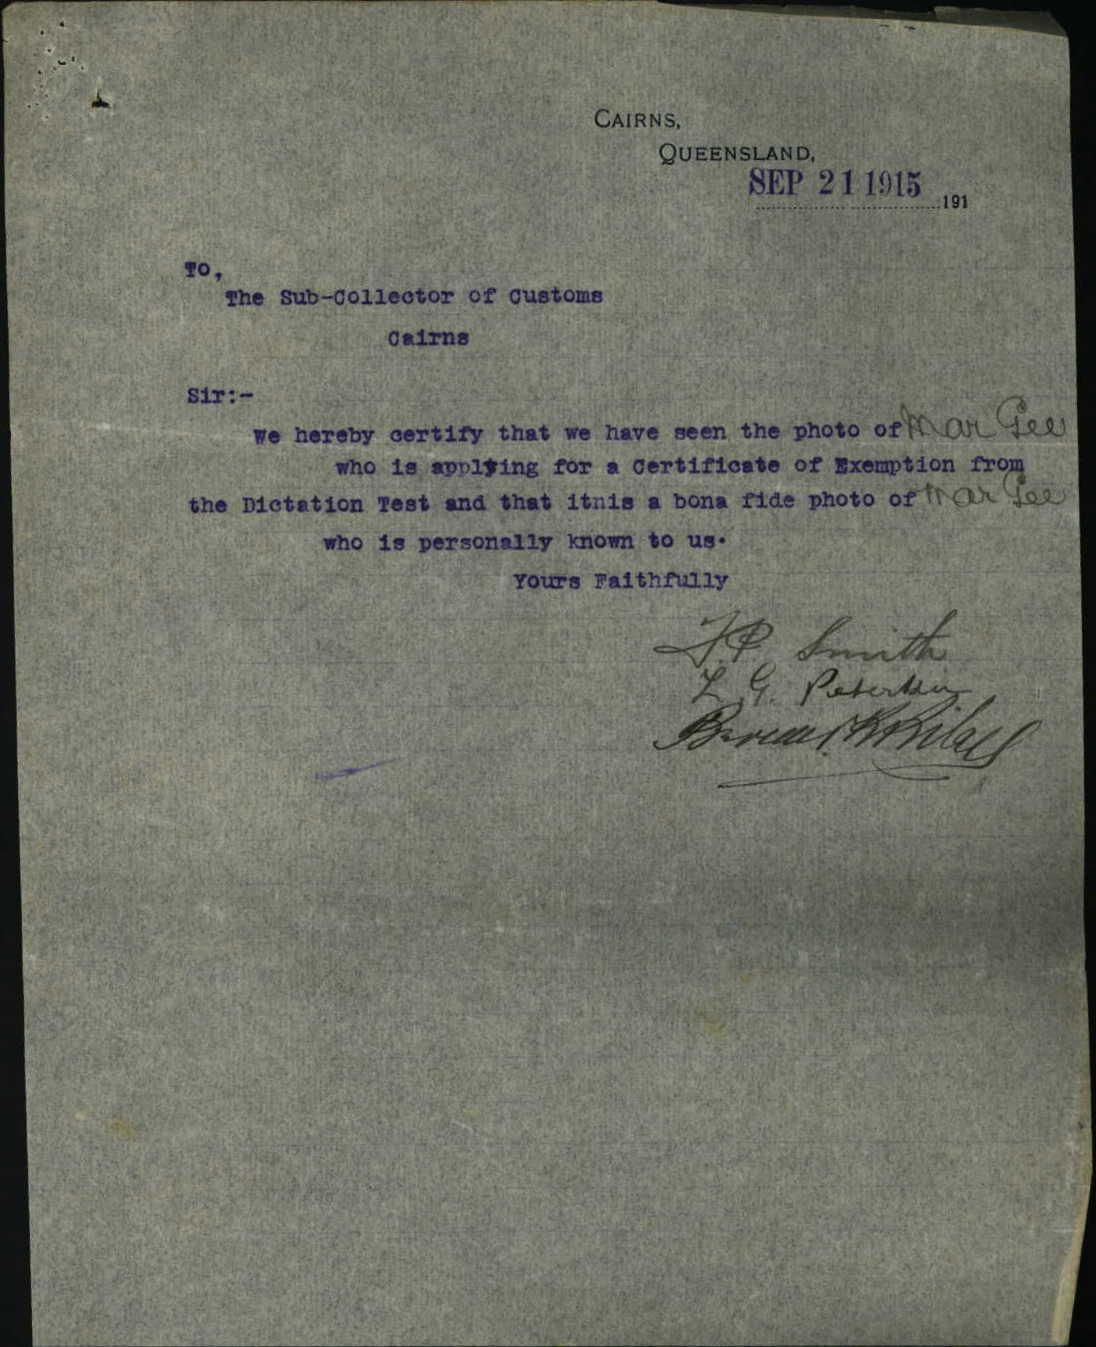 CAIRNS,
QUEENSLAND,
SEP 21 1915
191
To,
The Sub-Collector of Customs
Cairns
Sir:-
We hereby certify that we have seen the photo of Mar Gee
who is applying for a Certificate of Exemption from
the Dictation Test and that itnis a bona fide photo of Mar Gee
who is personally known to us.
Yours Faithfully
Smith
L G.